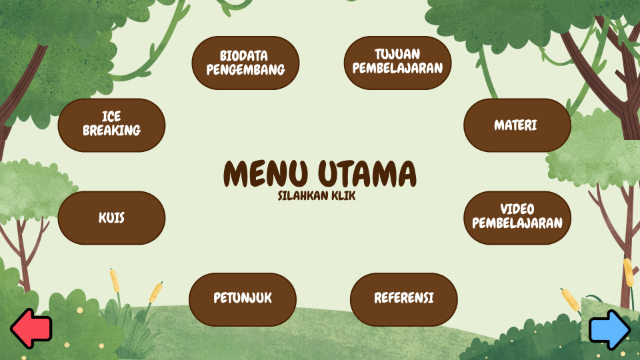 BIODATA
PENGEMBANG
TUJUAN
PEMBELAJARAN
ICE
BREAKING
MATERI
MENU UTAMA
SILAHKAN KLIK
KUIS
VIDEO
PEMBELAJARAN
PETUNJUK
REFERENSI